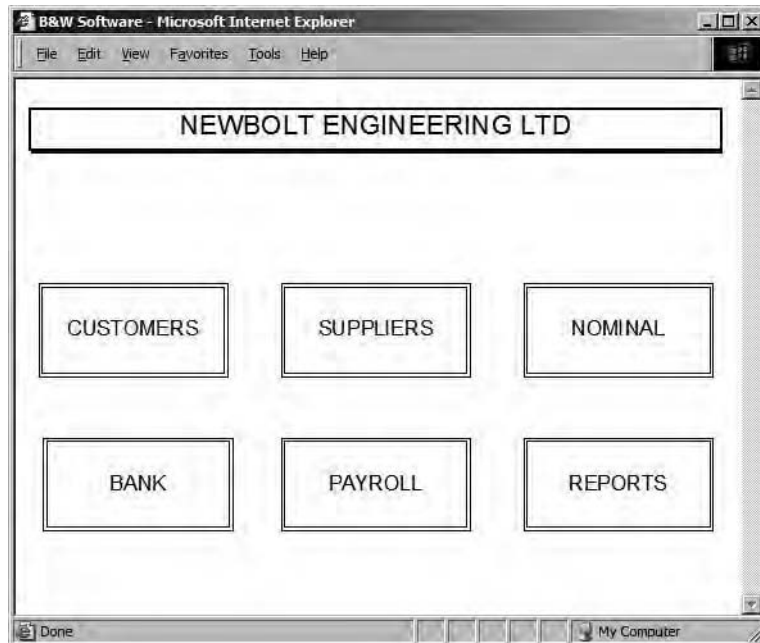 B&W Software - Microsoft Internet Explorer
File Edit View Favorites Tools Help
NEWBOLT ENGINEERING LTD
CUSTOMERS SUPPLIERS NOMINAL
BANK PAYROLL REPORTS
Done My Computer